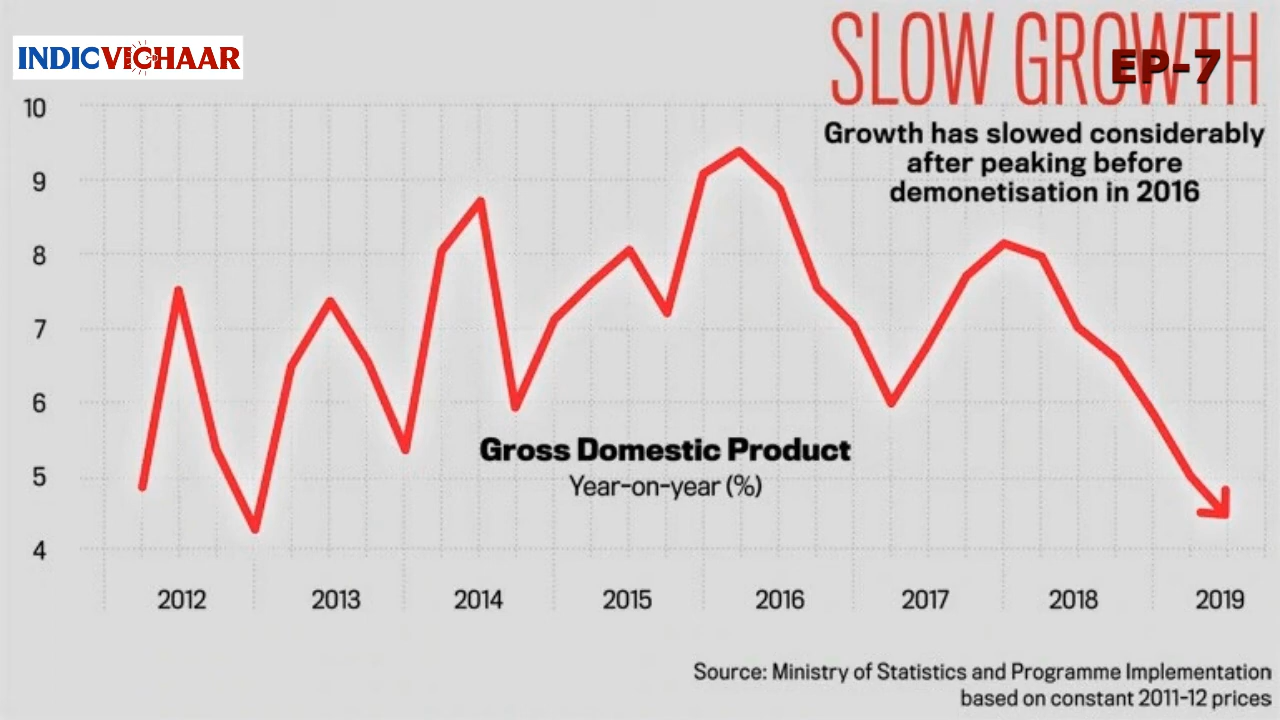 INDICVICHAAR
SLOW GROWTH
EP-7
Growth has slowed considerably
after peaking before
demonetisation in 2016
10
9
8
7
6
5
4
Gross Domestic Product
Year-on-year (%)
2012 2013 2014 2015 2016 2017 2018 2019
Source: Ministry of Statistics and Programme Implementation
based on constant 2011-12 prices